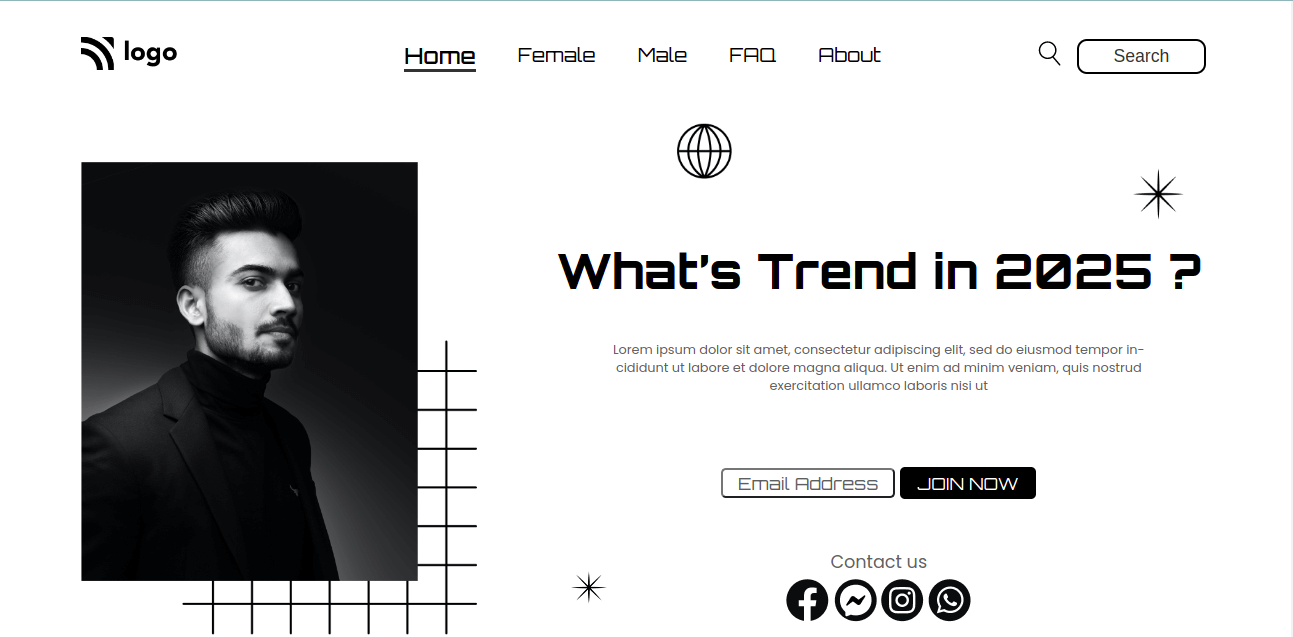 logo
Home Female Male FAQ About
Search
What's Trend in 2025 ?
Lorem ipsum dolor sit amet, consectetur adipiscing elit, sed do eiusmod tempor in-
cididunt ut labore et dolore magna aliqua. Ut enim ad minim veniam, quis nostrud
exercitation ullamco laboris nisi ut
Email Address JOIN NOW
Contact us